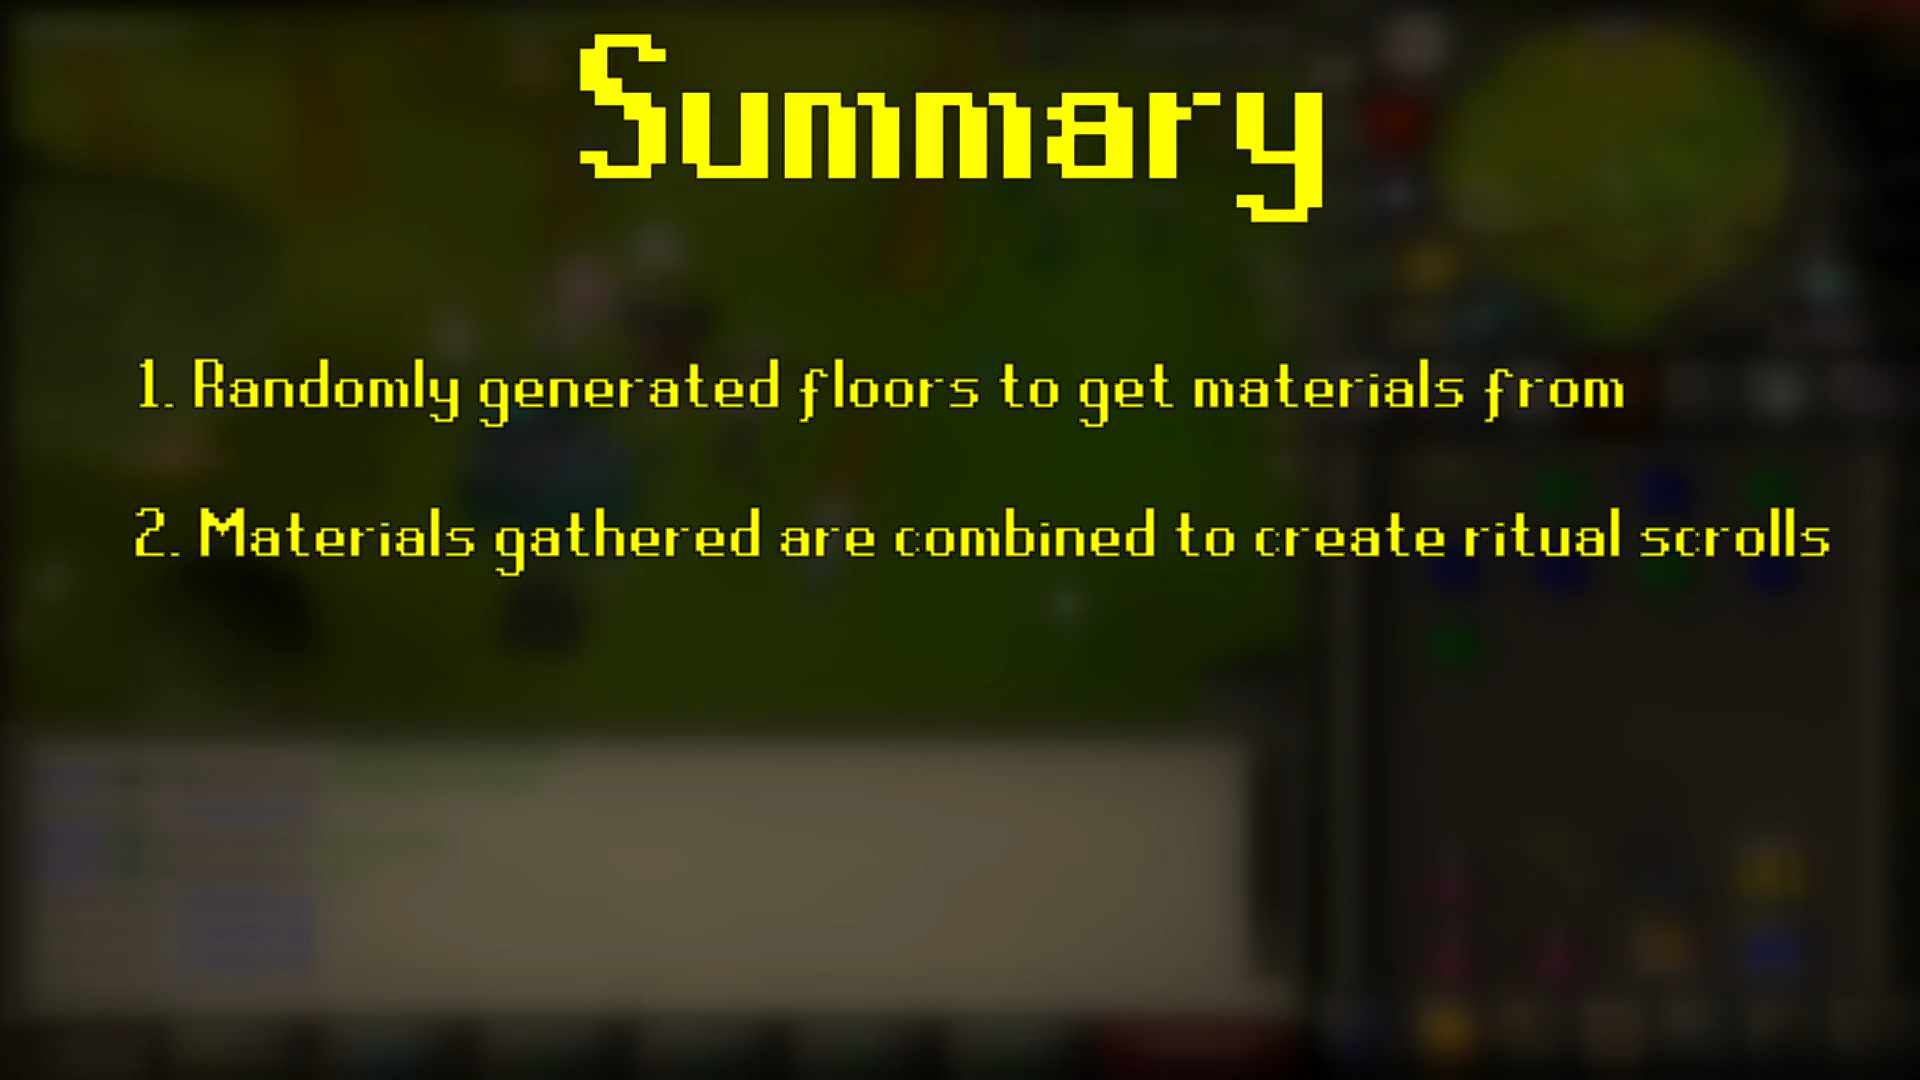 Summary
1. Randomly generated floors to get materials from
2. Materials gathered are combined to create ritual scrolls